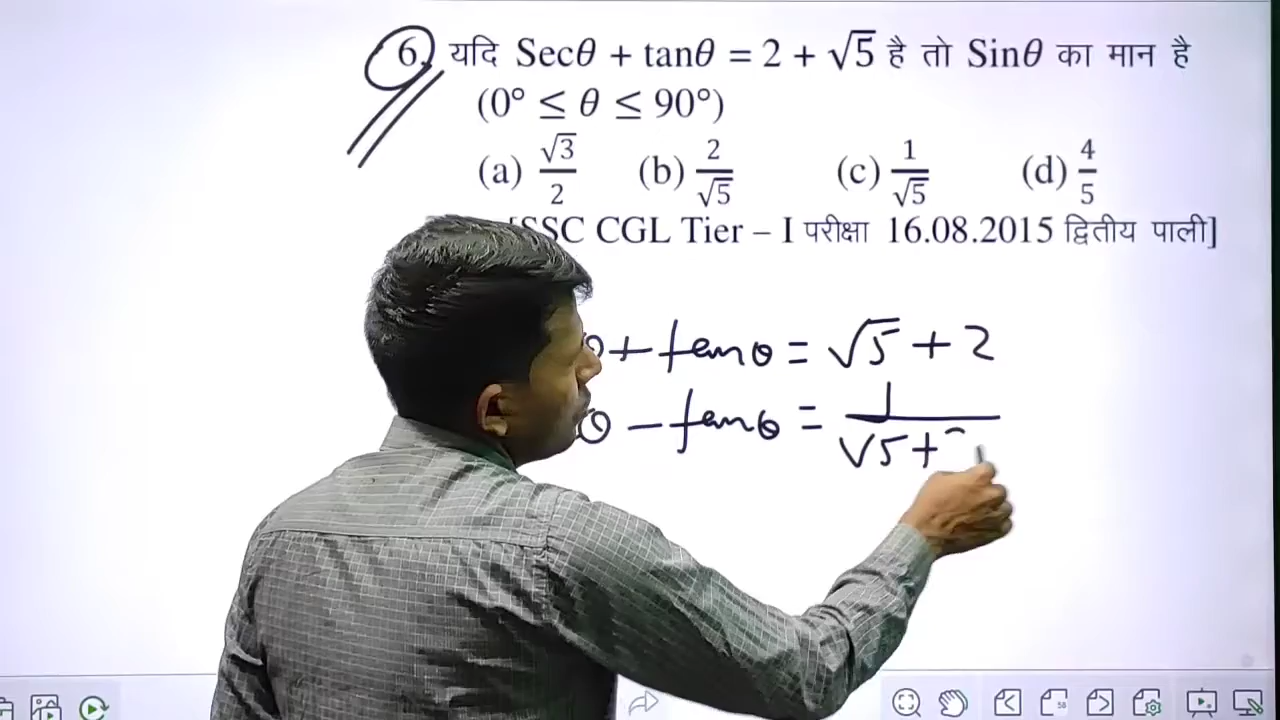 6. यदि Secθ + tanθ = 2 + √5 है तो Sinθ का मान है
(0° ≤ θ ≤ 90°)
(a) √3/2 (b) 2/√5 (c) 1/√5 (d) 4/5
[SSC CGL Tier – I परीक्षा 16.08.2015 द्वितीय पाली]
θ + tanθ = √5 + 2
θ – tanθ = 1/√5+